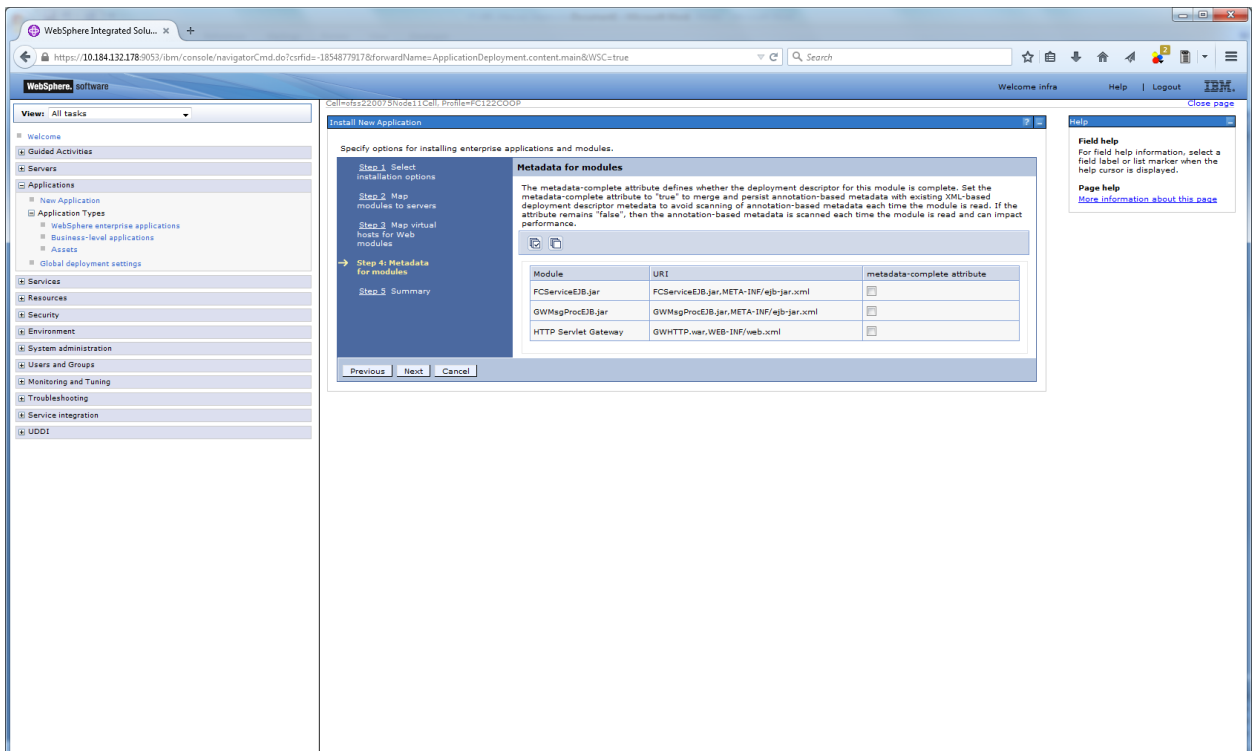 WebSphere Integrated Solu... × +
https://10.184.132.178:9053/ibm/console/navigatorCmd.do?csrfid=-1854877917&forwardName=ApplicationDeployment.content.main&WSC=true
Search
2
WebSphere. software
Welcome infra
Help | Logout
IBM.
View: All tasks
Welcome
Guided Activities
Servers
Applications
New Application
Application Types
WebSphere enterprise applications
Business-level applications
Assets
Global deployment settings
Services
Resources
Security
Environment
System administration
Users and Groups
Monitoring and Tuning
Troubleshooting
Service integration
UDDI
Cell=ofss220075Node11Cell, Profile=FC122COOP
Close page
Install New Application
?
Specify options for installing enterprise applications and modules.
Step 1 Select
installation options
Step 2 Map
modules to servers
Step 3 Map virtual
hosts for Web
modules
Step 4: Metadata
for modules
Step 5 Summary
Metadata for modules
The metadata-complete attribute defines whether the deployment descriptor for this module is complete. Set the
metadata-complete attribute to "true" to merge and persist annotation-based metadata with existing XML-based
deployment descriptor metedata to avoid scanning of annotation-based metadata each time the module is read. If the
attribute remains "false", then the annotation-based metadata is scanned each time the module is read and can impact
performance.
Module URI metadata-complete attribute
FCServiceEJB.jar FCServiceEJB.jar,META-INF/ejb-jar.xml
GWMsgProcEJB.jar GWMsgProcEJB.jar,META-INF/ejb-jar.xml
HTTP Servlet Gateway GWHTTP.war,WEB-INF/web.xml
Previous Next Cancel
Help
Field help
For field help information, select a
field label or list marker when the
help cursor is displayed.
Page help
More information about this page